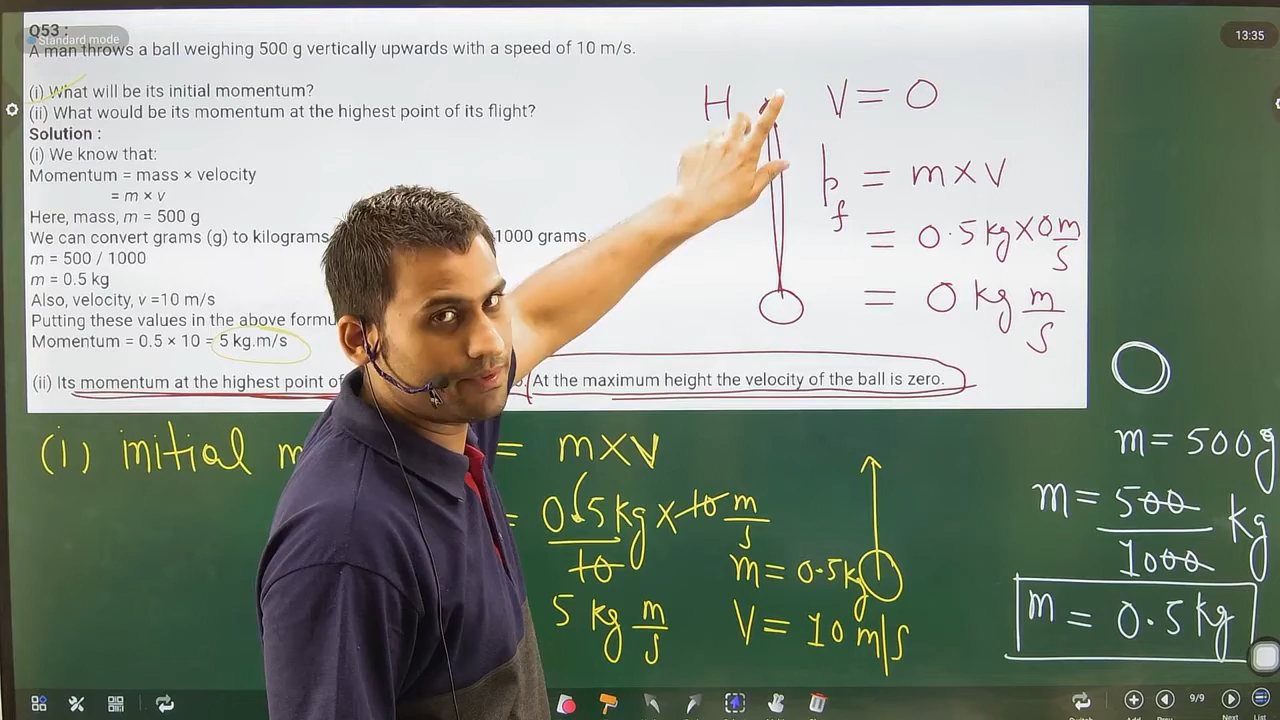 Q53 :
Standard mode
13:35
A man throws a ball weighing 500 g vertically upwards with a speed of 10 m/s.
(i) What will be its initial momentum?
(ii) What would be its momentum at the highest point of its flight?
Solution :
(i) We know that:
Momentum = mass × velocity
= m × v
Here, mass, m = 500 g
We can convert grams (g) to kilograms 1000 grams.
m = 500 / 1000
m = 0.5 kg
Also, velocity, v =10 m/s
Putting these values in the above formu
Momentum = 0.5 × 10 = 5 kg.m/s
(ii) Its momentum at the highest point of At the maximum height the velocity of the ball is zero.
H V = 0
p f = m x v
= 0.5 kg x 0 m/s
= 0 kg m/s
(i) initial m = m x v
= 0.5 kg x 10 m/s
10
5 kg m/s
m = 0.5 kg
V = 10 m/s
m = 500 g
m = 500/1000 kg
m = 0.5 kg
9/9
Next
List